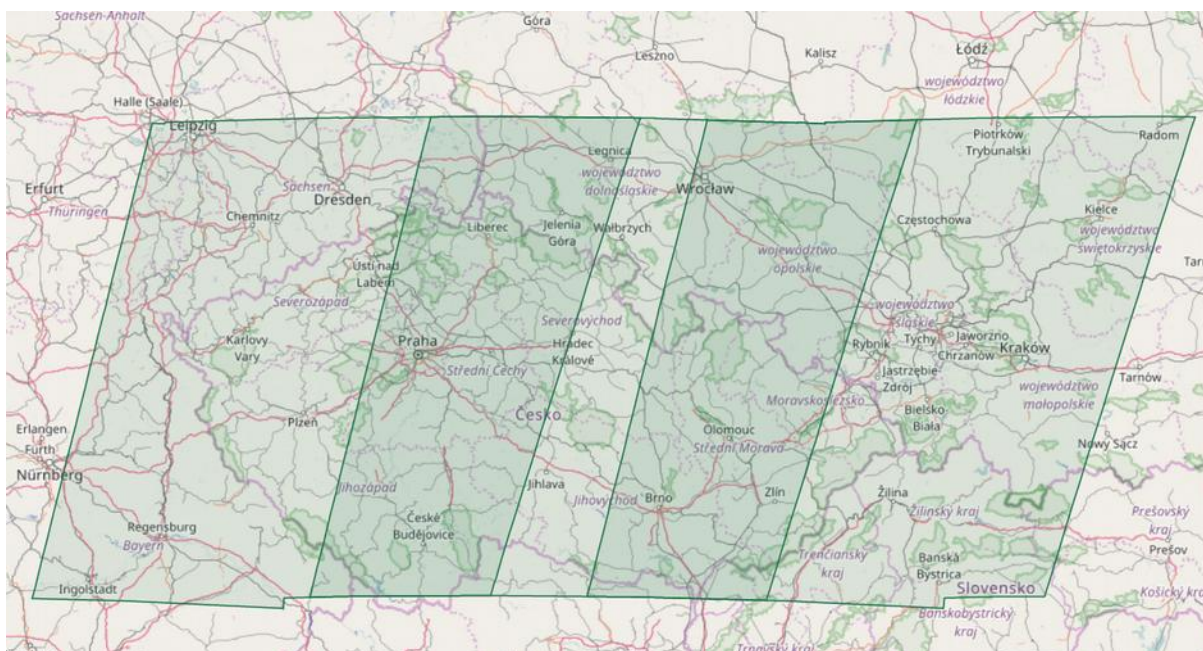 Sachsen-Anhalt
Góra
Leszno
Kalisz
Łódź
województwo
łódzkie
Halle (Saale)
Leipzig
Piotrków
Trybunalski
Radom
Legnica
województwo
dolnośląskie
Wrocław
Erfurt
Thüringen
Sachsen
Dresden
Chemnitz
Liberec
Jelenia
Góra
Wałbrzych
Częstochowa
Kielce
województwo
świętokrzyskie
województwo
opolskie
Ústí nad
Labem
Severozápad
Severovýchod
województwo
śląskie
Tychy
Jaworzno
Chrzanów
Rybnik
Kraków
Karlovy
Vary
Praha
Hradec
Králové
Střední Čechy
Jastrzębie
Zdrój
województwo
małopolskie
Tarnów
Moravskoslezsko
Bielsko-
Biała
Česko
Plzeň
Olomouc
Střední Morava
Nowy Sącz
Erlangen
Fürth
Nürnberg
Jihozápad
Jihlava
Jihovýchod
Brno
Zlín
Žilina
Žilinský kraj
Prešovský
kraj
Prešov
České
Budějovice
Regensburg
Bayern
Trenčiansky
kraj
Banská
Bystrica
Slovensko
Ingolstadt
Banskobystrický
kraj
Trnavský kraj